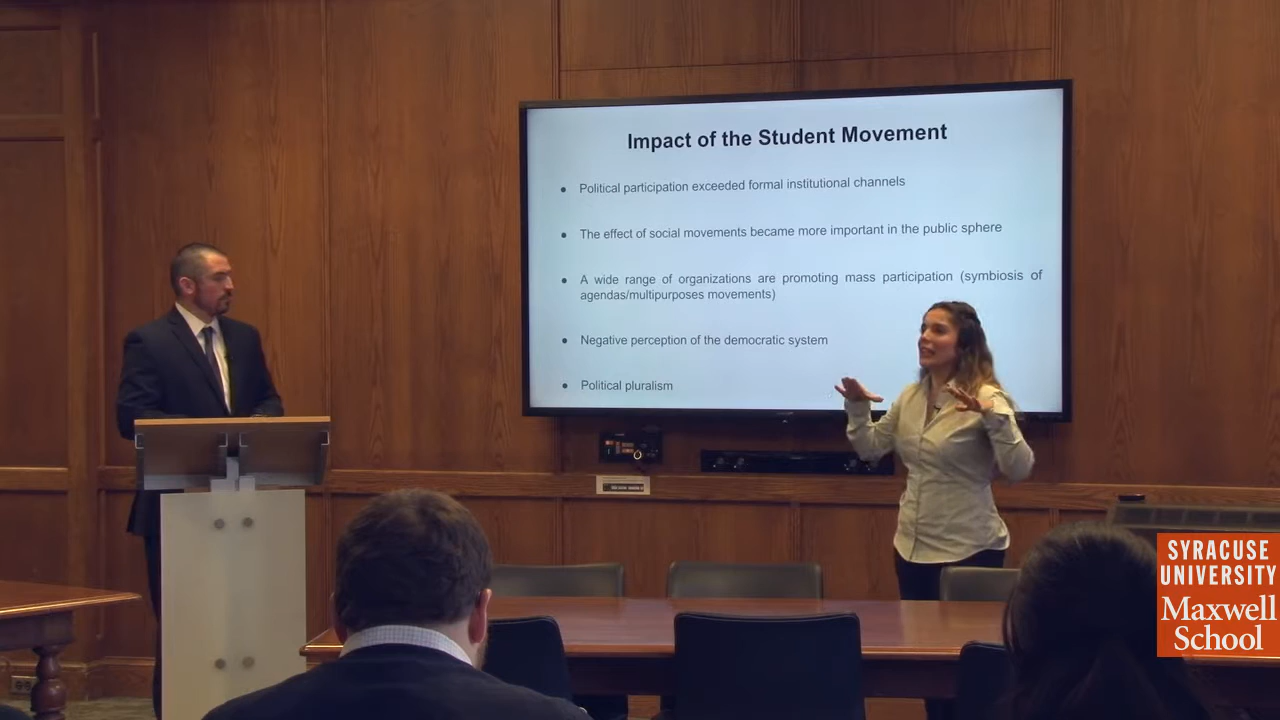 Impact of the Student Movement
● Political participation exceeded formal institutional channels
● The effect of social movements became more important in the public sphere
● A wide range of organizations are promoting mass participation (symbiosis of
agendas/multipurposes movements)
● Negative perception of the democratic system
● Political pluralism
SYRACUSE
UNIVERSITY
Maxwell
School